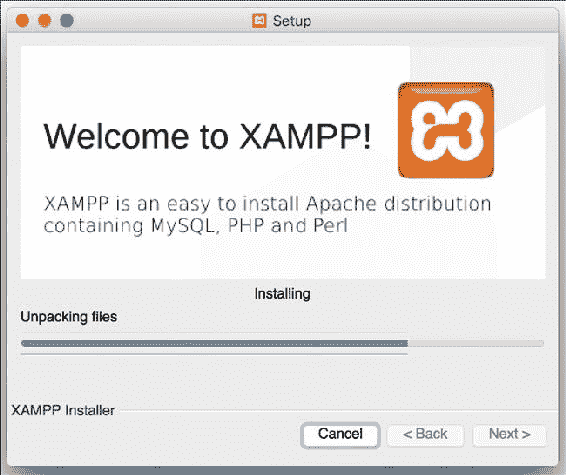 Setup
Welcome to XAMPP!
XAMPP is an easy to install Apache distribution
containing MySQL, PHP and Perl
Installing
Unpacking files
XAMPP Installer
Cancel
< Back
Next >